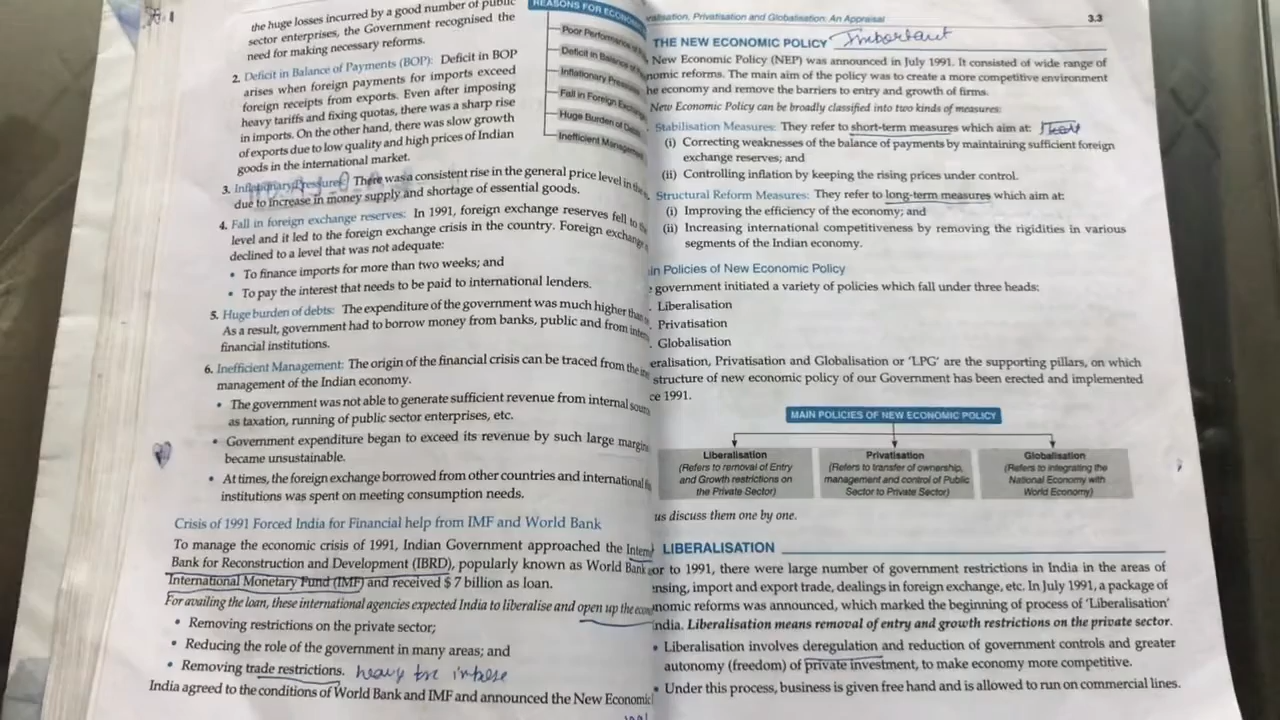 the huge losses incurred by a good number of public
sector enterprises, the Government recognised the
need for making necessary reforms.
2. Deficit in Balance of Payments (BOP): Deficit in BOP
arises when foreign payments for imports exceed
foreign receipts from exports. Even after imposing
heavy tariffs and fixing quotas, there was a sharp rise
in imports. On the other hand, there was slow growth
of exports due to low quality and high prices of Indian
goods in the international market.
REASONS FOR ECONO
Poor Performance of
Deficit in Balance of
Inflationary Pressures
Fall in Foreign Exchang
Huge Burden of Debts
Inefficient Management
3. Inflationary Pressures: There was a consistent rise in the general price level in the
due to increase in money supply and shortage of essential goods.
4. Fall in foreign exchange reserves: In 1991, foreign exchange reserves fell to
level and it led to the foreign exchange crisis in the country. Foreign exchange
declined to a level that was not adequate:
• To finance imports for more than two weeks; and
• To pay the interest that needs to be paid to international lenders.
5. Huge burden of debts: The expenditure of the government was much higher than
As a result, government had to borrow money from banks, public and from
financial institutions.
6. Inefficient Management: The origin of the financial crisis can be traced from the
management of the Indian economy.
• The government was not able to generate sufficient revenue from internal
as taxation, running of public sector enterprises, etc.
• Government expenditure began to exceed its revenue by such large margins
became unsustainable.
• At times, the foreign exchange borrowed from other countries and international
institutions was spent on meeting consumption needs.
Crisis of 1991 Forced India for Financial help from IMF and World Bank
To manage the economic crisis of 1991, Indian Government approached the
Bank for Reconstruction and Development (IBRD), popularly known as World Bank
International Monetary Fund (IMF) and received $ 7 billion as loan.
For availing the loan, these international agencies expected India to liberalise and open up the
• Removing restrictions on the private sector;
• Reducing the role of the government in many areas; and
• Removing trade restrictions. heavy
India agreed to the conditions of World Bank and IMF and announced the New Economic
ralisation, Privatisation and Globalisation: An Appraisal 3.3
THE NEW ECONOMIC POLICY Important
New Economic Policy (NEP) was announced in July 1991. It consisted of wide range of
nomic reforms. The main aim of the policy was to create a more competitive environment
he economy and remove the barriers to entry and growth of firms.
New Economic Policy can be broadly classified into two kinds of measures:
Stabilisation Measures: They refer to short-term measures which aim at:
(i) Correcting weaknesses of the balance of payments by maintaining sufficient foreign
exchange reserves; and
(ii) Controlling inflation by keeping the rising prices under control.
Structural Reform Measures: They refer to long-term measures which aim at:
(i) Improving the efficiency of the economy; and
(ii) Increasing international competitiveness by removing the rigidities in various
segments of the Indian economy.
in Policies of New Economic Policy
government initiated a variety of policies which fall under three heads:
. Liberalisation
. Privatisation
. Globalisation
eralisation, Privatisation and Globalisation or 'LPG' are the supporting pillars, on which
structure of new economic policy of our Government has been erected and implemented
ce 1991.
MAIN POLICIES OF NEW ECONOMIC POLICY
Liberalisation
(Refers to removal of Entry
and Growth restrictions on
the Private Sector)
Privatisation
(Refers to transfer of ownership,
management and control of Public
Sector to Private Sector)
Globalisation
(Refers to integrating the
National Economy with
World Economy)
us discuss them one by one.
LIBERALISATION
or to 1991, there were large number of government restrictions in India in the areas of
ensing, import and export trade, dealings in foreign exchange, etc. In July 1991, a package of
nomic reforms was announced, which marked the beginning of process of 'Liberalisation'
India. Liberalisation means removal of entry and growth restrictions on the private sector.
• Liberalisation involves deregulation and reduction of government controls and greater
autonomy (freedom) of private investment, to make economy more competitive.
• Under this process, business is given free hand and is allowed to run on commercial lines.